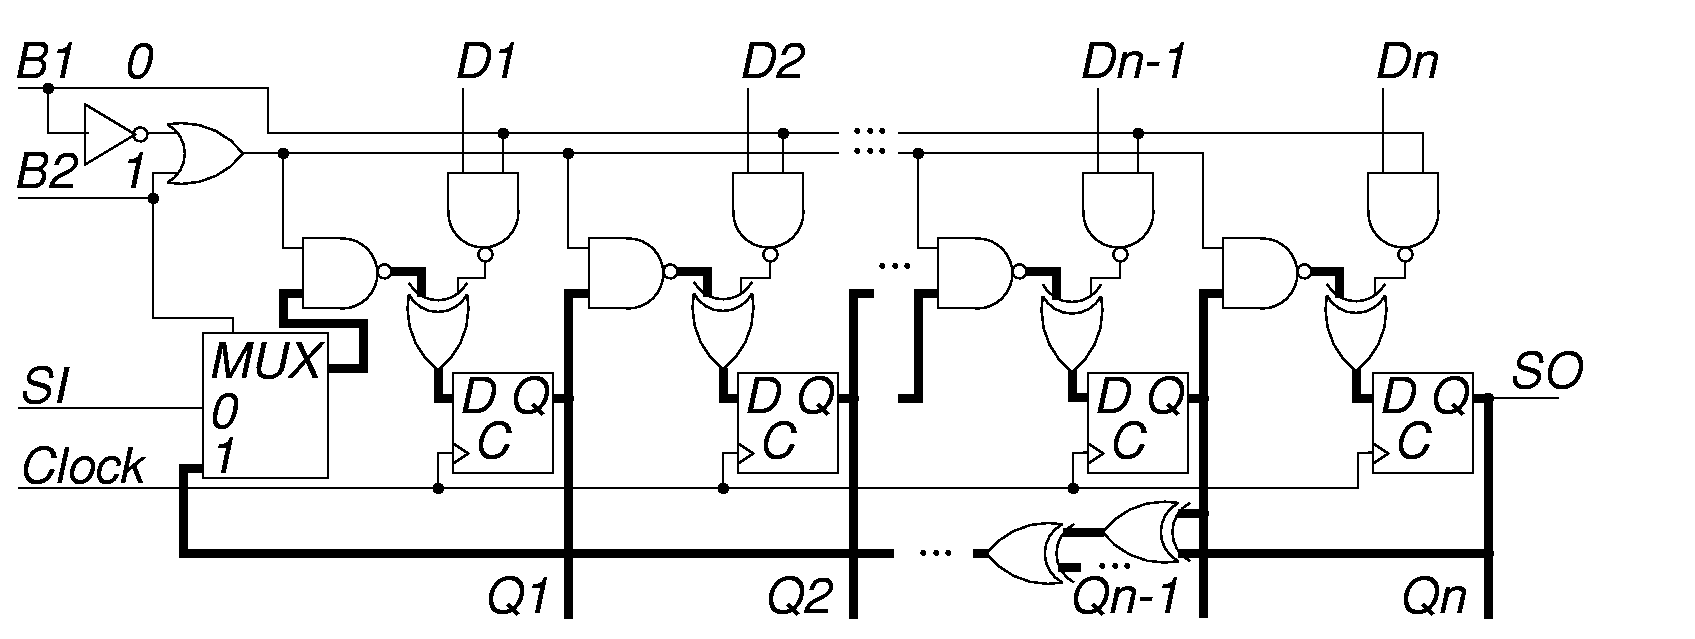 B1 0 D1 D2 Dn-1 Dn
B2 1
MUX
SI 0 D Q D Q D Q D Q SO
C C C C
Clock 1
Q1 Q2 Qn-1 Qn